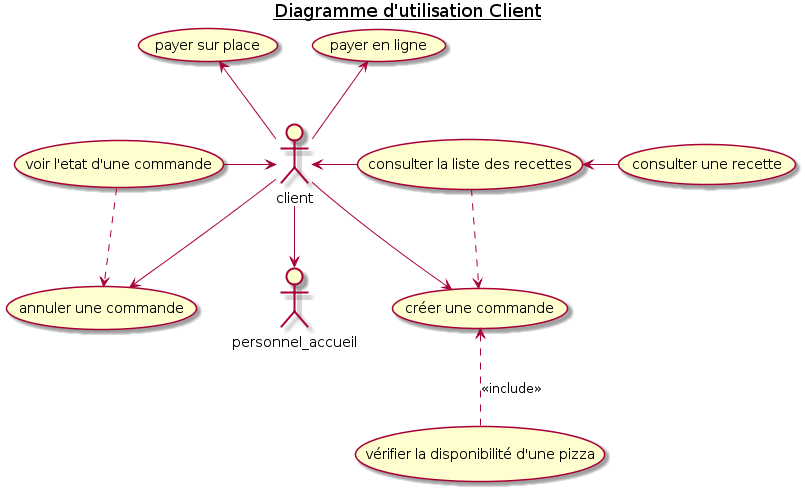 Diagramme d'utilisation Client
payer sur place
payer en ligne
voir l'etat d'une commande
consulter la liste des recettes
consulter une recette
client
annuler une commande
créer une commande
personnel_accueil
«include»
vérifier la disponibilité d'une pizza